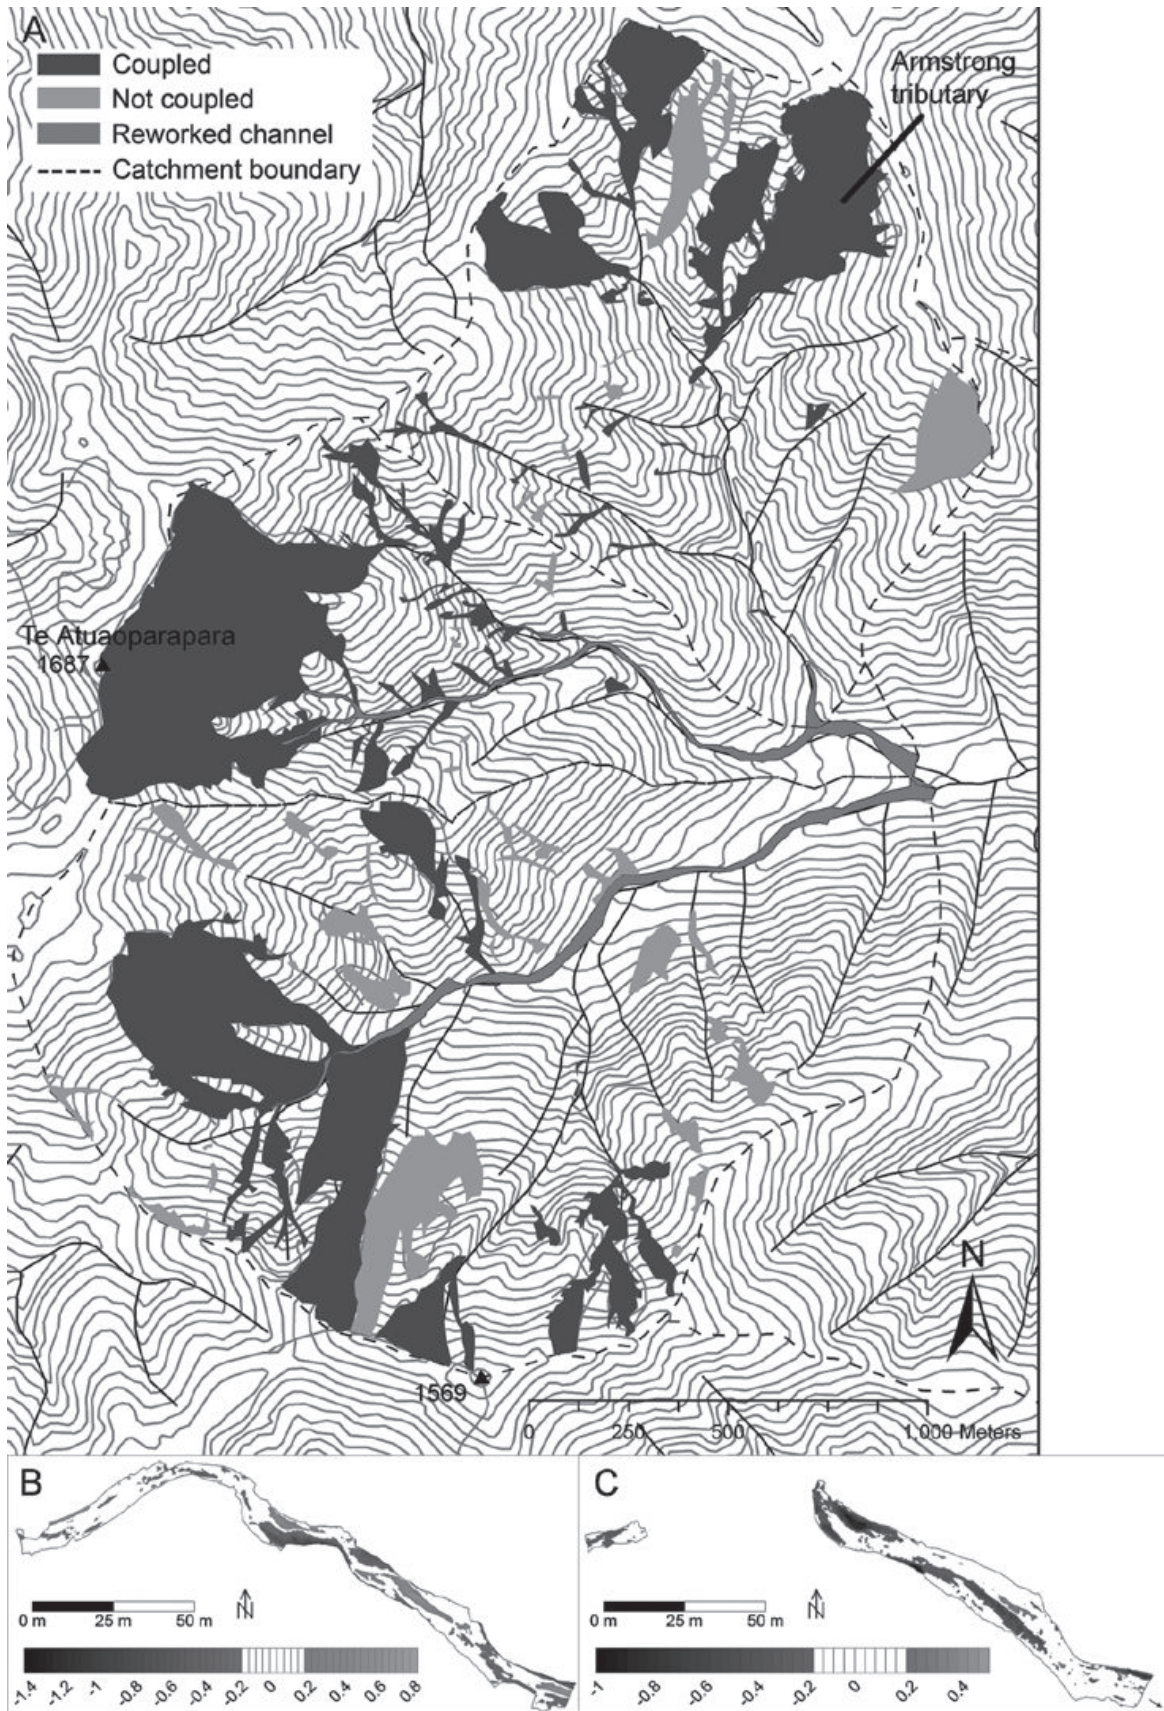 A
Coupled
Not coupled
Reworked channel
Catchment boundary
Armstrong
tributary
Te Atuaoparapara
1687
N
1569
0 250 500 1,000 Meters
B
N
0 m 25 m 50 m
-1.4 -1.2 -1 -0.8 -0.6 -0.4 -0.2 0 0.2 0.4 0.6 0.8
C
N
0 m 25 m 50 m
-1 -0.8 -0.6 -0.4 -0.2 0 0.2 0.4